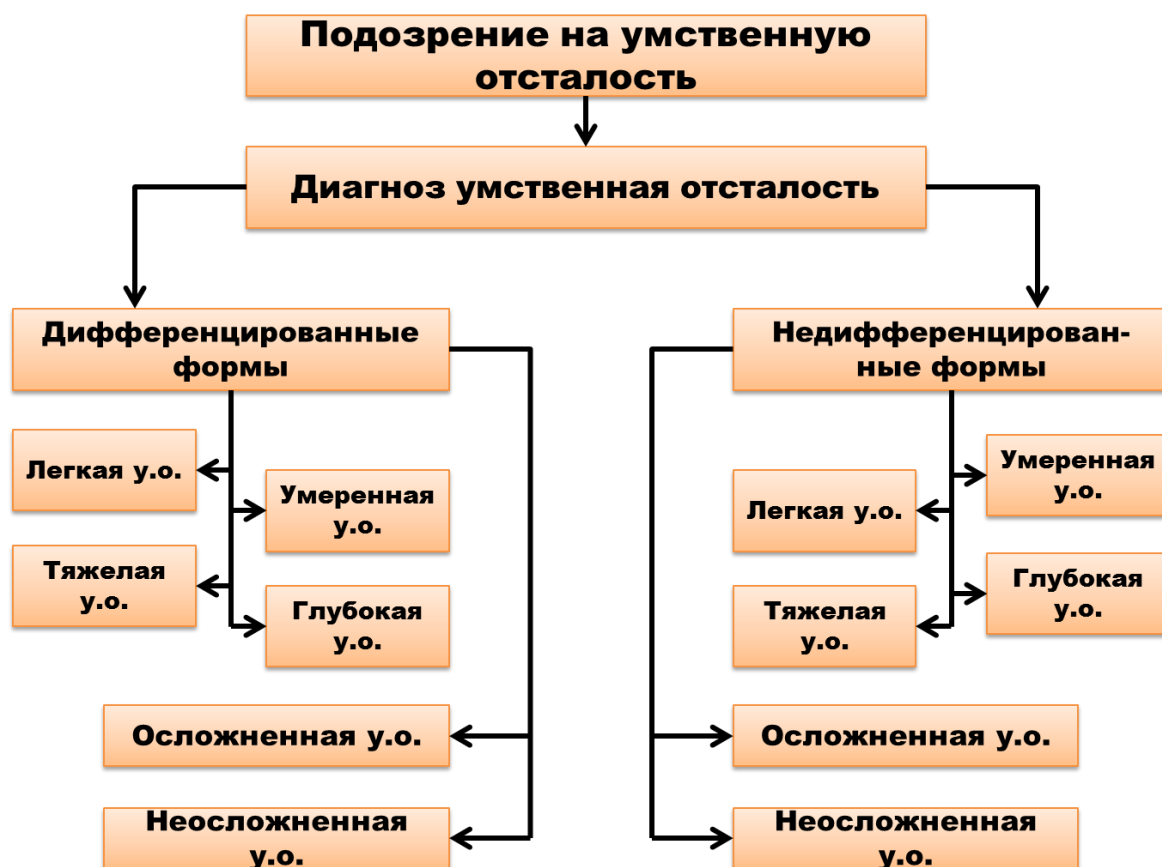 Подозрение на умственную
отсталость
Диагноз умственная отсталость
Дифференцированные
формы
Недифференцирован-
ные формы
Легкая у.о.
Умеренная
у.о.
Тяжелая
у.о.
Глубокая
у.о.
Умеренная
у.о.
Легкая у.о.
Глубокая
у.о.
Тяжелая
у.о.
Осложненная у.о.
Осложненная у.о.
Неосложненная
у.о.
Неосложненная
у.о.